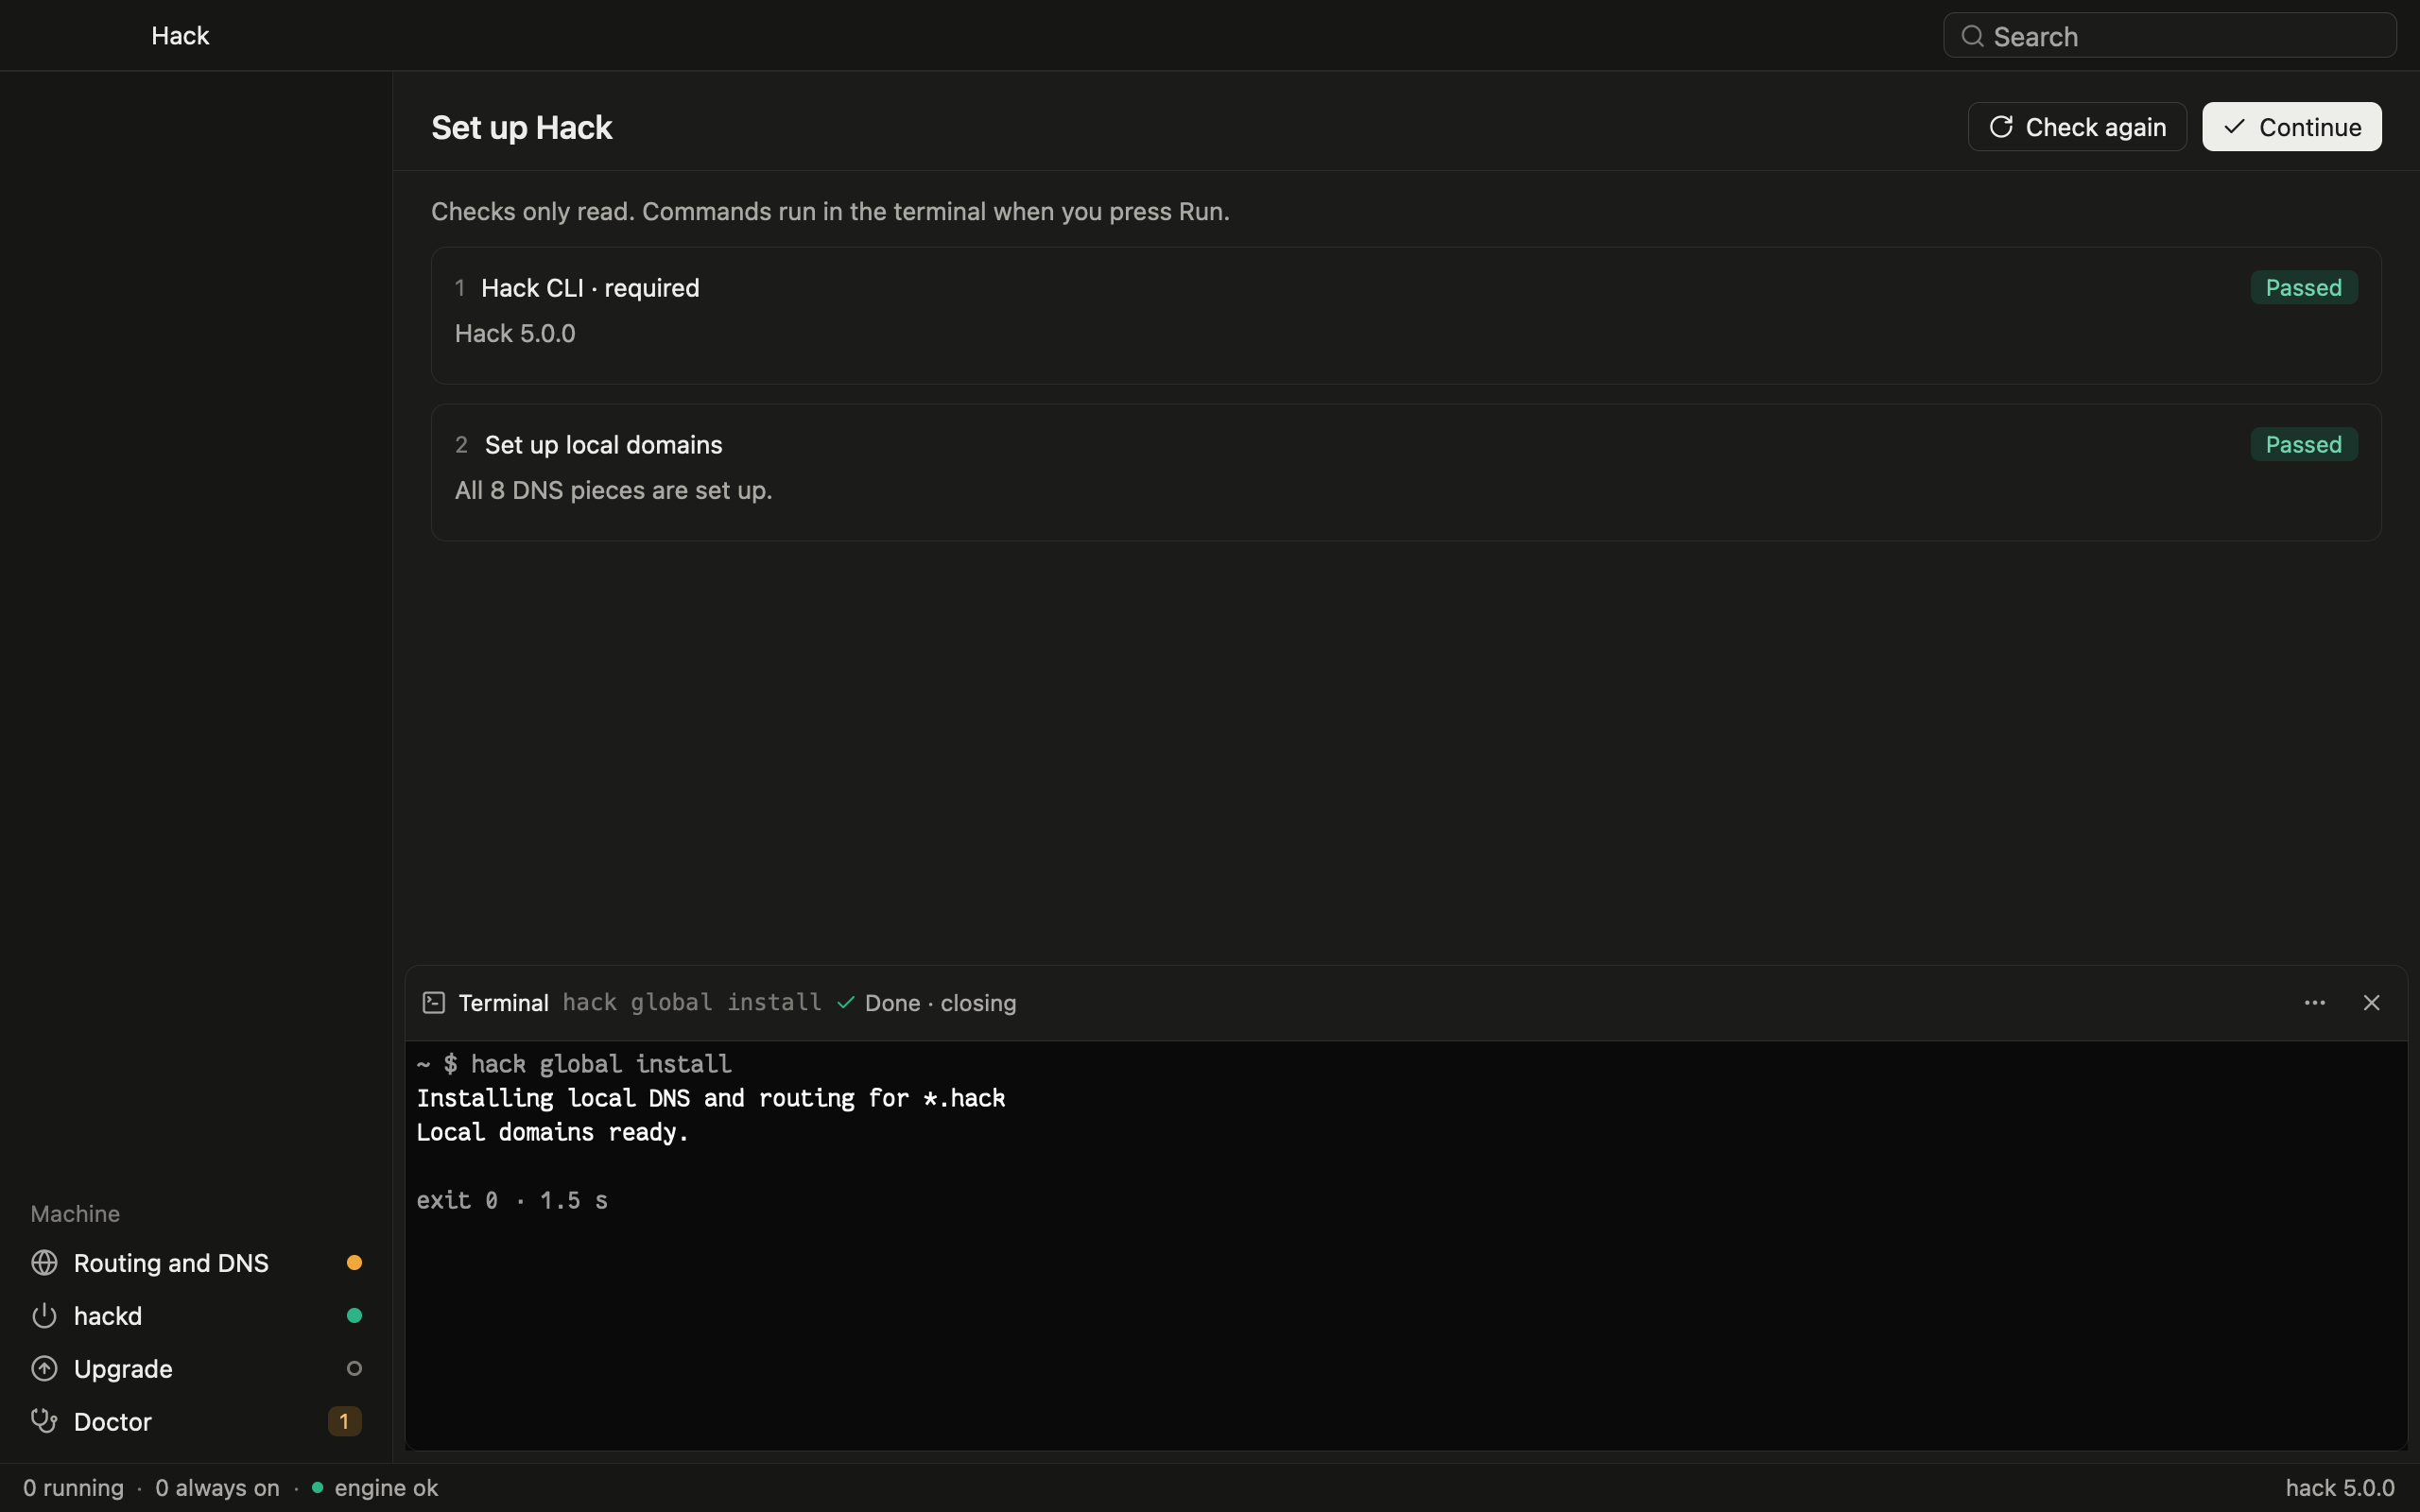 Hack
Search
Set up Hack
Check again
Continue
Checks only read. Commands run in the terminal when you press Run.
1 Hack CLI · required
Passed
Hack 5.0.0
2 Set up local domains
Passed
All 8 DNS pieces are set up.
Terminal hack global install Done · closing
~ $ hack global install
Installing local DNS and routing for *.hack
Local domains ready.
exit 0 · 1.5 s
Machine
Routing and DNS
hackd
Upgrade
Doctor 1
0 running · 0 always on · engine ok
hack 5.0.0